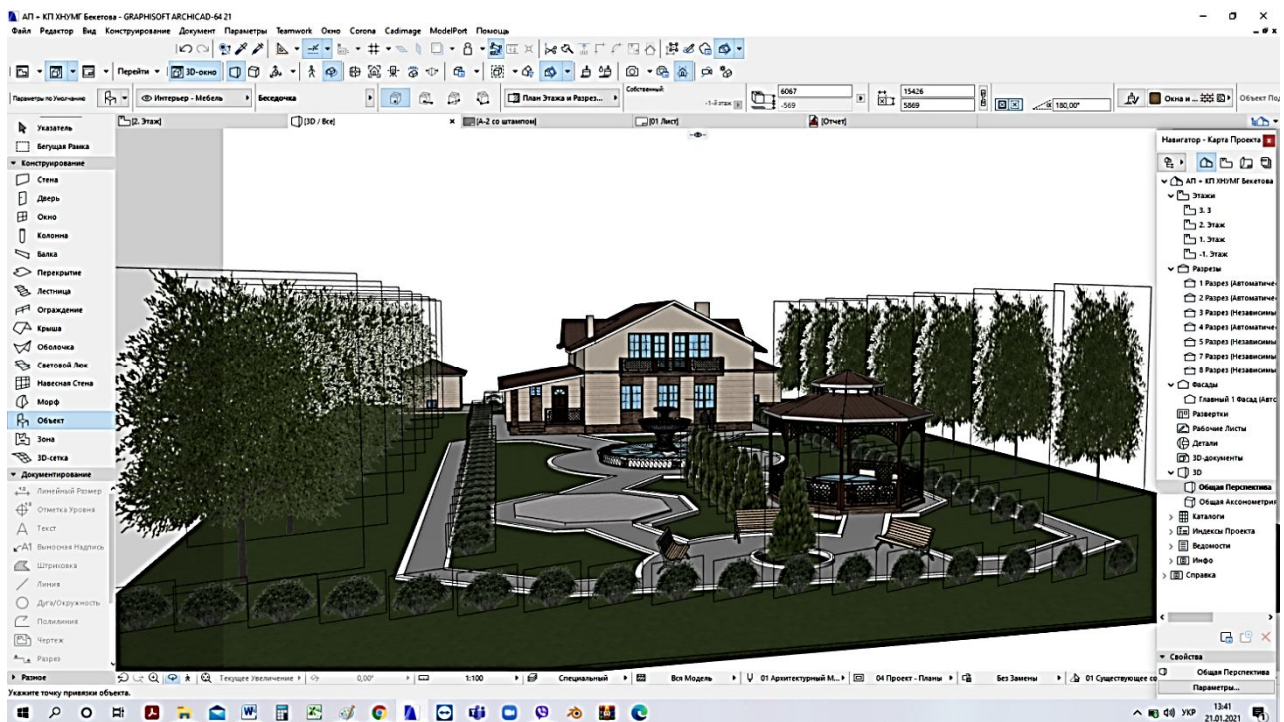 АП + КП ХНУМГ Бекетова - GRAPHISOFT ARCHICAD-64 21
Файл Редактор Вид Конструирование Документ Параметры Teamwork Окно Corona Cadimage ModelPort Помощь
Перейти 3D-окно
Параметры по Умолчанию Интерьер - Мебель Беседочка План Этажа и Разрез... Собственный: -1-й этаж 6067 -569 15426 5869 180,00° Окна и ... Объект
[2. Этаж] [3D / Все] [А-2 со штампом] [01 Лист] [Отчет]
Указатель
Бегущая Рамка
Конструирование
Стена
Дверь
Окно
Колонна
Балка
Перекрытие
Лестница
Ограждение
Крыша
Оболочка
Световой Люк
Навесная Стена
Морф
Объект
Зона
3D-сетка
Документирование
Линейный Размер
Отметка Уровня
Текст
A1 Выносная Надпись
Штриховка
Линия
Дуга/Окружность
Полилиния
Чертеж
Разрез
Разное
Навигатор - Карта Проекта
АП + КП ХНУМГ Бекетова
Этажи
3. 3
2. Этаж
1. Этаж
-1. Этаж
Разрезы
1 Разрез (Автоматиче
2 Разрез (Автоматиче
3 Разрез (Независимы
4 Разрез (Автоматиче
5 Разрез (Независимы
7 Разрез (Независимы
8 Разрез (Независимы
Фасады
Главный 1 Фасад (Авто
Развертки
Рабочие Листы
Детали
3D-документы
3D
Общая Перспектива
Общая Аксонометрия
Каталоги
Индексы Проекта
Ведомости
Инфо
Справка
Свойства
Общая Перспектива
Параметры...
Текущее Увеличение 0,00° 1:100 Специальный Вся Модель 01 Архитектурный М... 04 Проект - Планы Без Замены 01 Существующее со
Укажите точку привязки объекта.
УКР 13:41
21.01.2021